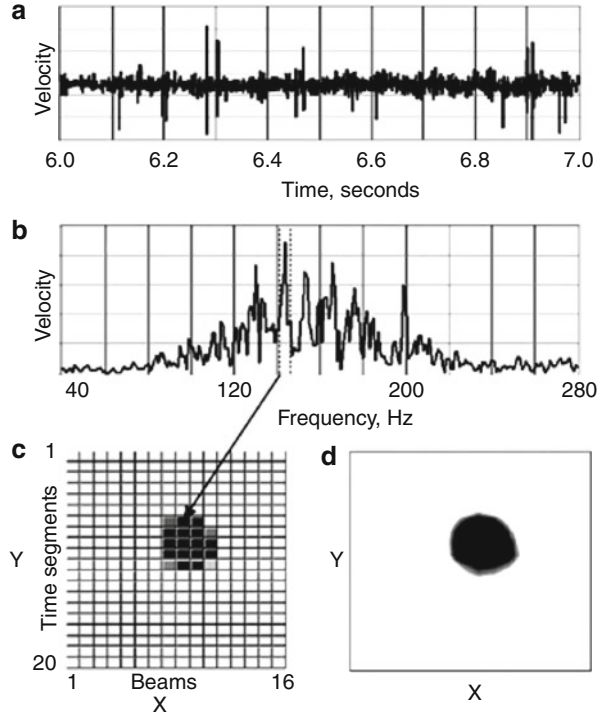 a
Velocity
6.0 6.2 6.4 6.6 6.8 7.0
Time, seconds
b
Velocity
40 120 200 280
Frequency, Hz
c
1
Y
Time segments
20
1 Beams 16
X
d
Y
X